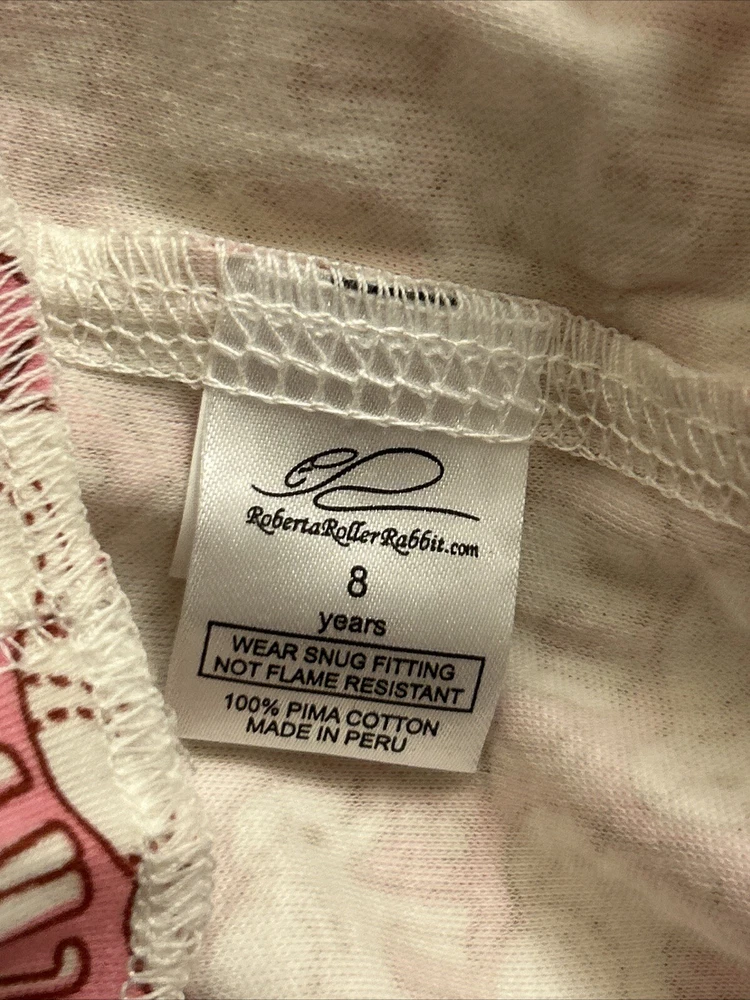 RobertaRollerRabbit.com
8
years
WEAR SNUG FITTING
NOT FLAME RESISTANT
100% PIMA COTTON
MADE IN PERU